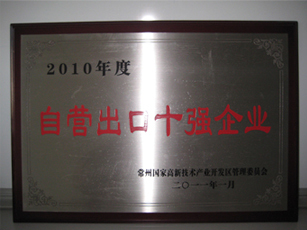 2010年度
自营出口十强企业
常州国家高新技术产业开发区管理委员会
二〇一一年一月